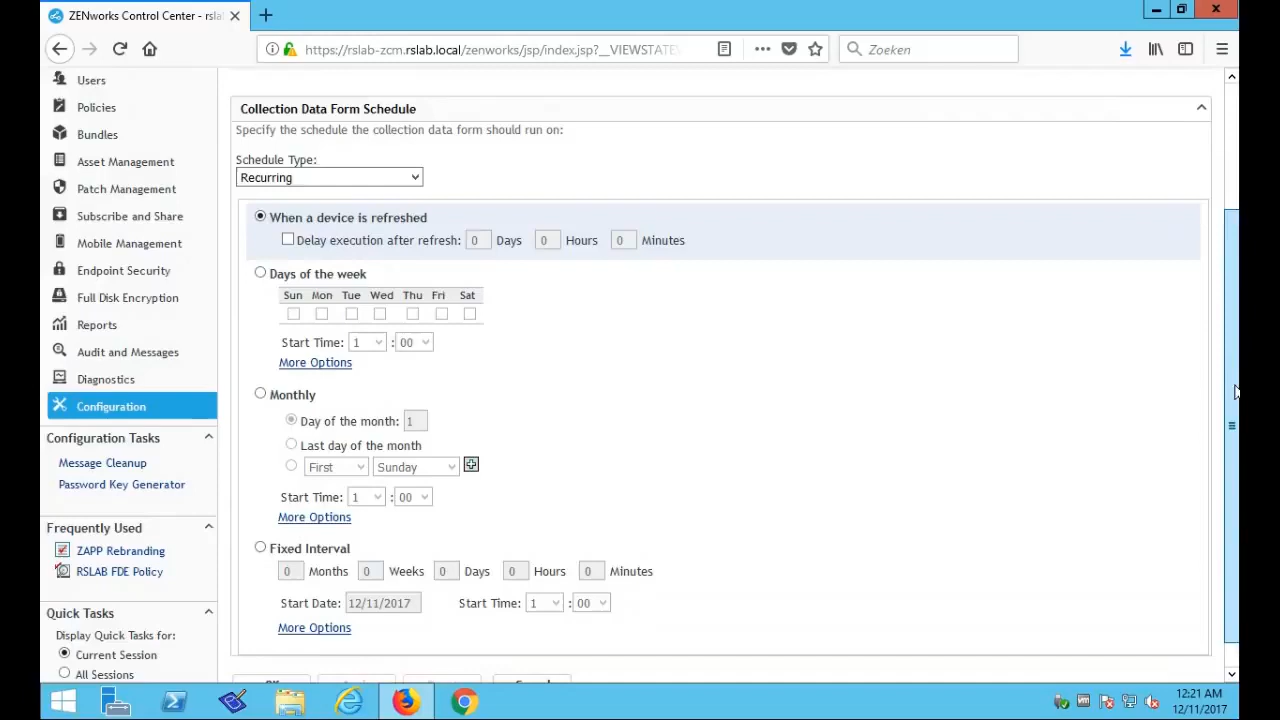 ZENworks Control Center - rsla
https://rslab-zcm.rslab.local/zenworks/jsp/index.jsp?__VIEWSTATE
Zoeken
Users
Policies
Bundles
Asset Management
Patch Management
Subscribe and Share
Mobile Management
Endpoint Security
Full Disk Encryption
Reports
Audit and Messages
Diagnostics
Configuration
Configuration Tasks
Message Cleanup
Password Key Generator
Frequently Used
ZAPP Rebranding
RSLAB FDE Policy
Quick Tasks
Display Quick Tasks for:
Current Session
All Sessions
Collection Data Form Schedule
Specify the schedule the collection data form should run on:
Schedule Type:
Recurring
When a device is refreshed
Delay execution after refresh: 0 Days 0 Hours 0 Minutes
Days of the week
Sun Mon Tue Wed Thu Fri Sat
Start Time: 1 : 00
More Options
Monthly
Day of the month: 1
Last day of the month
First Sunday
Start Time: 1 : 00
More Options
Fixed Interval
0 Months 0 Weeks 0 Days 0 Hours 0 Minutes
Start Date: 12/11/2017 Start Time: 1 : 00
More Options
12:21 AM
12/11/2017